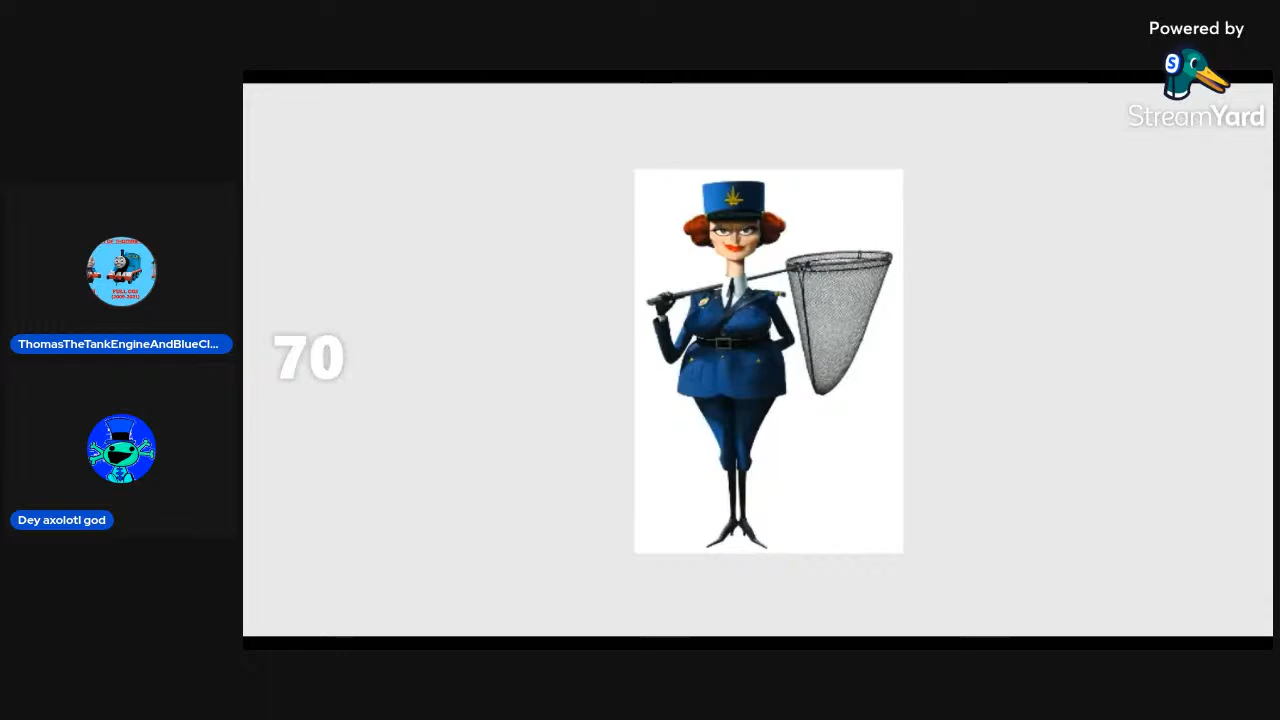 Powered by
S
StreamYard
70
ThomasTheTankEngineAndBlueCl...
Dey axolotl god